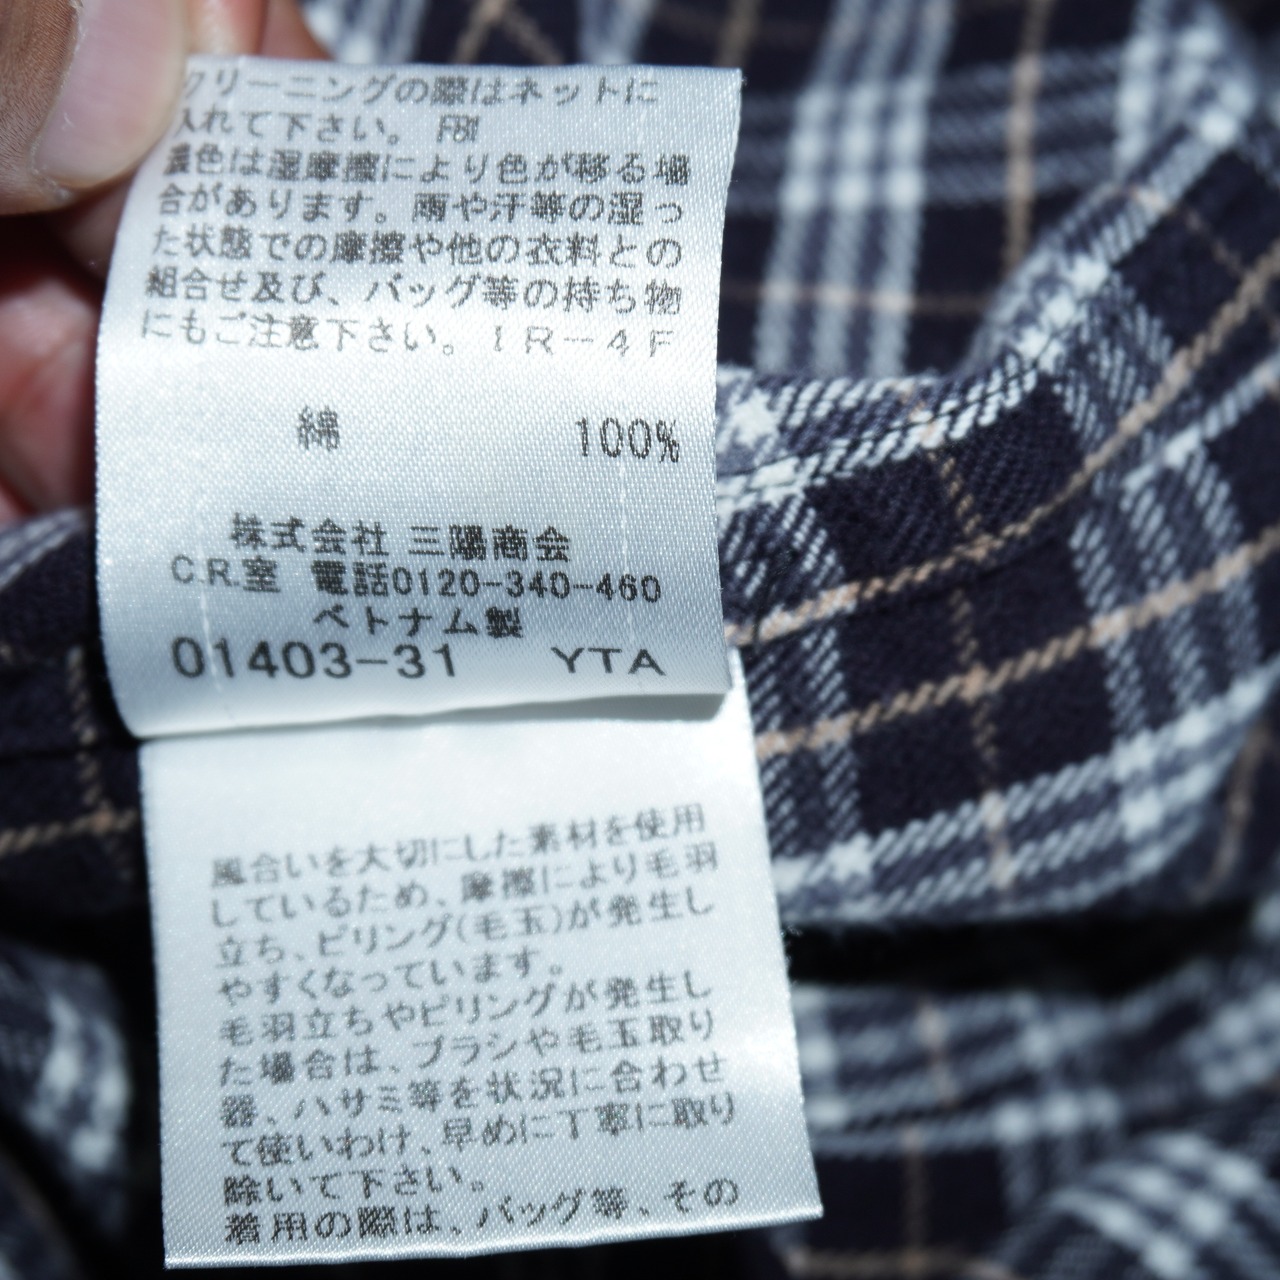 クリーニングの際はネットに
入れて下さい。 FBI
濃色は湿摩擦により色が移る場
合があります。雨や汗等の湿っ
た状態での摩擦や他の衣料との
組合せ及び、バッグ等の持ち物
にもご注意下さい。IR-4F
綿 100%
株式会社 三陽商会
C.R.室 電話0120-340-460
ベトナム製
01403-31 YTA
風合いを大切にした素材を使用
しているため、摩擦により毛羽
立ち、ピリング(毛玉)が発生し
やすくなっています。
毛羽立ちやピリングが発生し
た場合は、ブラシや毛玉取り
器、ハサミ等を状況に合わせ
て使いわけ、早めに丁寧に取り
除いて下さい。
着用の際は、バッグ等、その